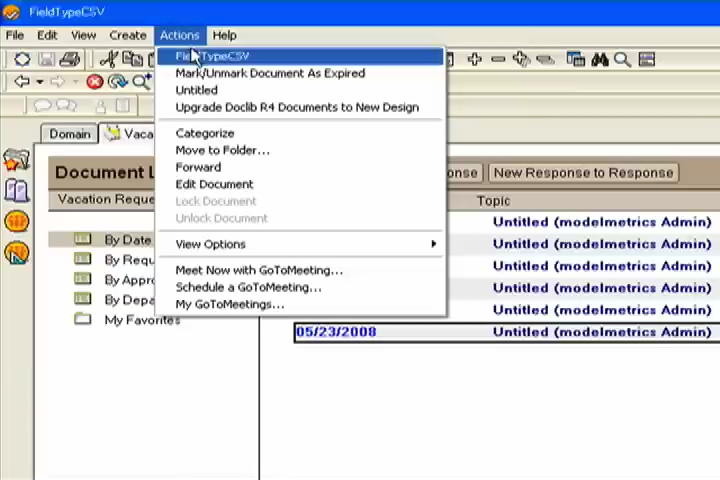 FieldTypeCSV
File Edit View Create Actions Help
FieldTypeCSV
Mark/Unmark Document As Expired
Untitled
Upgrade Doclib R4 Documents to New Design
Categorize
Move to Folder...
Forward
Edit Document
Lock Document
Unlock Document
View Options
Meet Now with GoToMeeting...
Schedule a GoToMeeting...
My GoToMeetings...
Domain Vaca
Document L onse New Response to Response
Vacation Reque Topic
Untitled (modelmetrics Admin)
By Date Untitled (modelmetrics Admin)
By Requ Untitled (modelmetrics Admin)
By Appro Untitled (modelmetrics Admin)
By Depa Untitled (modelmetrics Admin)
My Favorites
05/23/2008 Untitled (modelmetrics Admin)